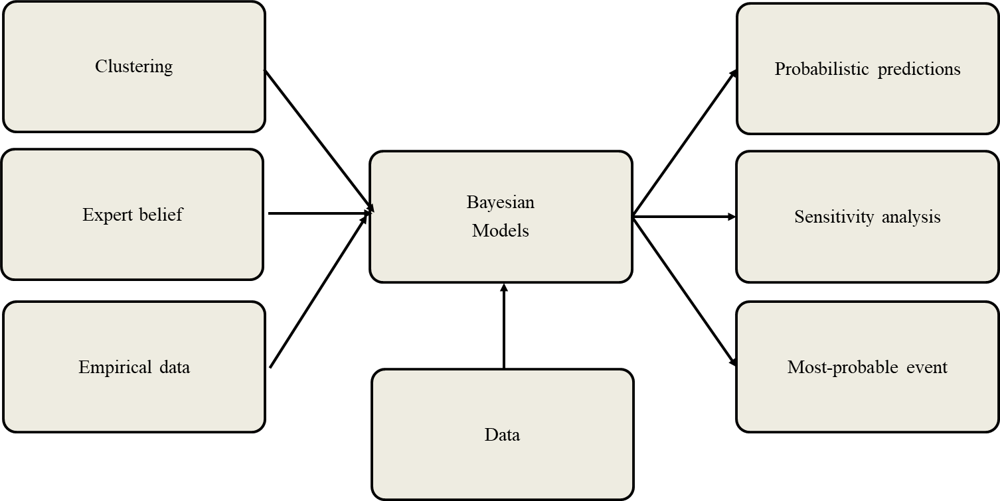 Clustering
Expert belief
Empirical data
Bayesian
Models
Data
Probabilistic predictions
Sensitivity analysis
Most-probable event